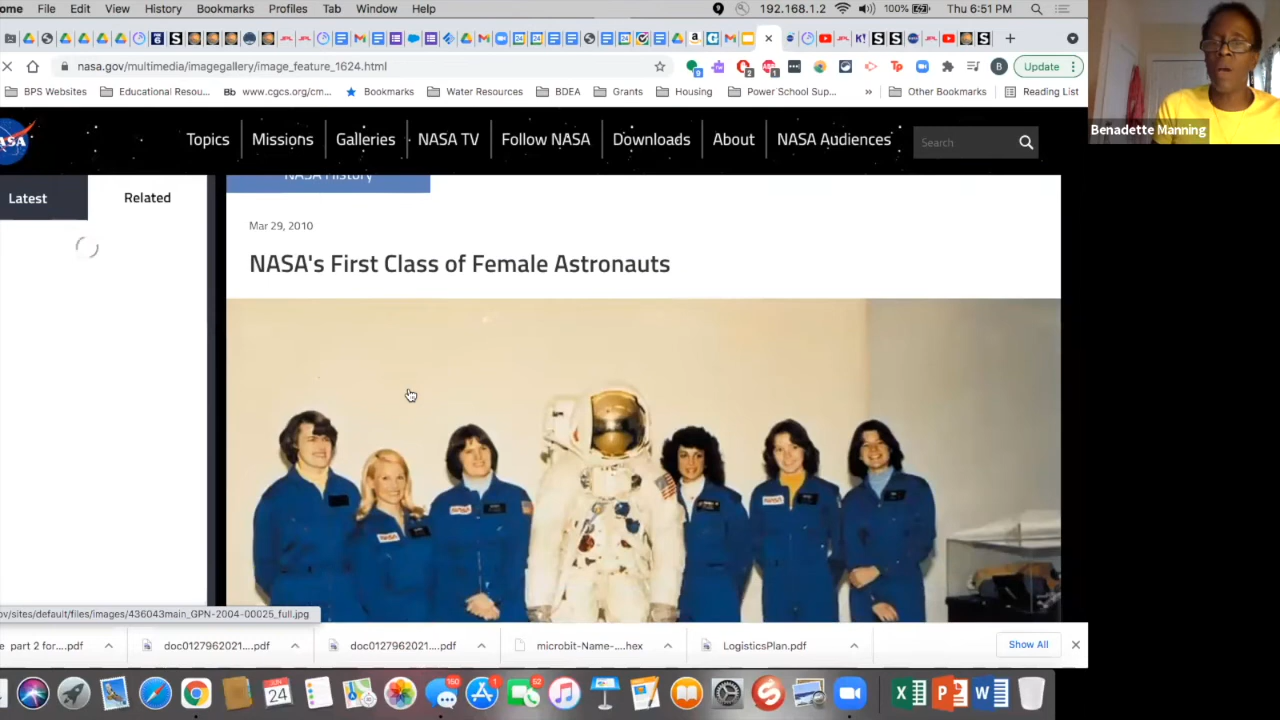 ome File Edit View History Bookmarks Profiles Tab Window Help 192.168.1.2 100% Thu 6:51 PM
nasa.gov/multimedia/imagegallery/image_feature_1624.html Update
BPS Websites Educational Resou... Bb www.cgcs.org/cm... Bookmarks Water Resources BDEA Grants Housing Power School Sup... » Other Bookmarks Reading List
Benadette Manning
Topics Missions Galleries NASA TV Follow NASA Downloads About NASA Audiences Search
Latest Related
NASA History
Mar 29, 2010
NASA's First Class of Female Astronauts
ov/sites/default/files/images/436043main_GPN-2004-00025_full.jpg
e part 2 for....pdf doc0127962021....pdf doc0127962021....pdf microbit-Name-...hex LogisticsPlan.pdf Show All